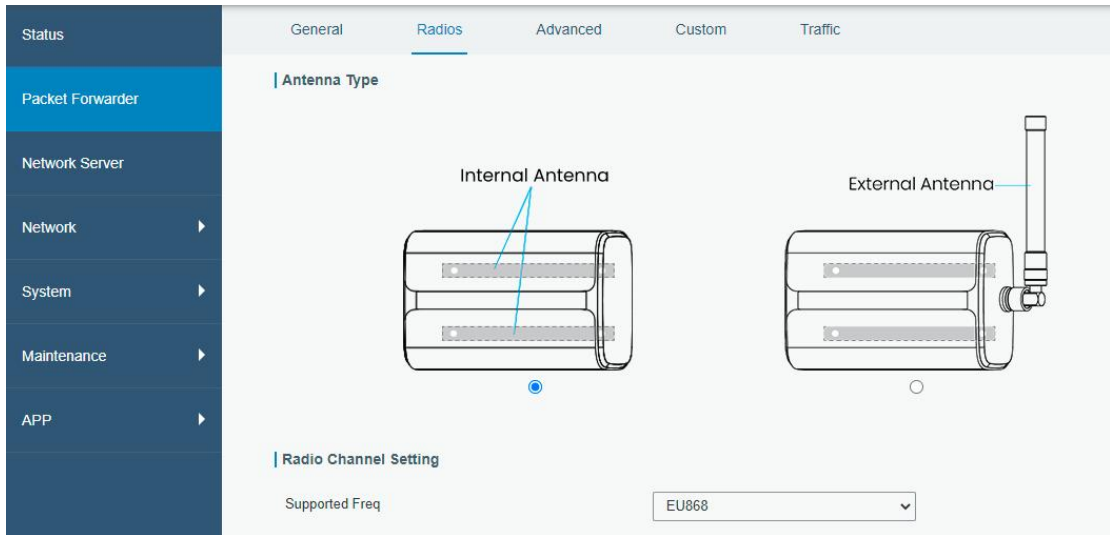 Status
Packet Forwarder
Network Server
Network
System
Maintenance
APP
General Radios Advanced Custom Traffic
Antenna Type
Internal Antenna
External Antenna
Radio Channel Setting
Supported Freq EU868